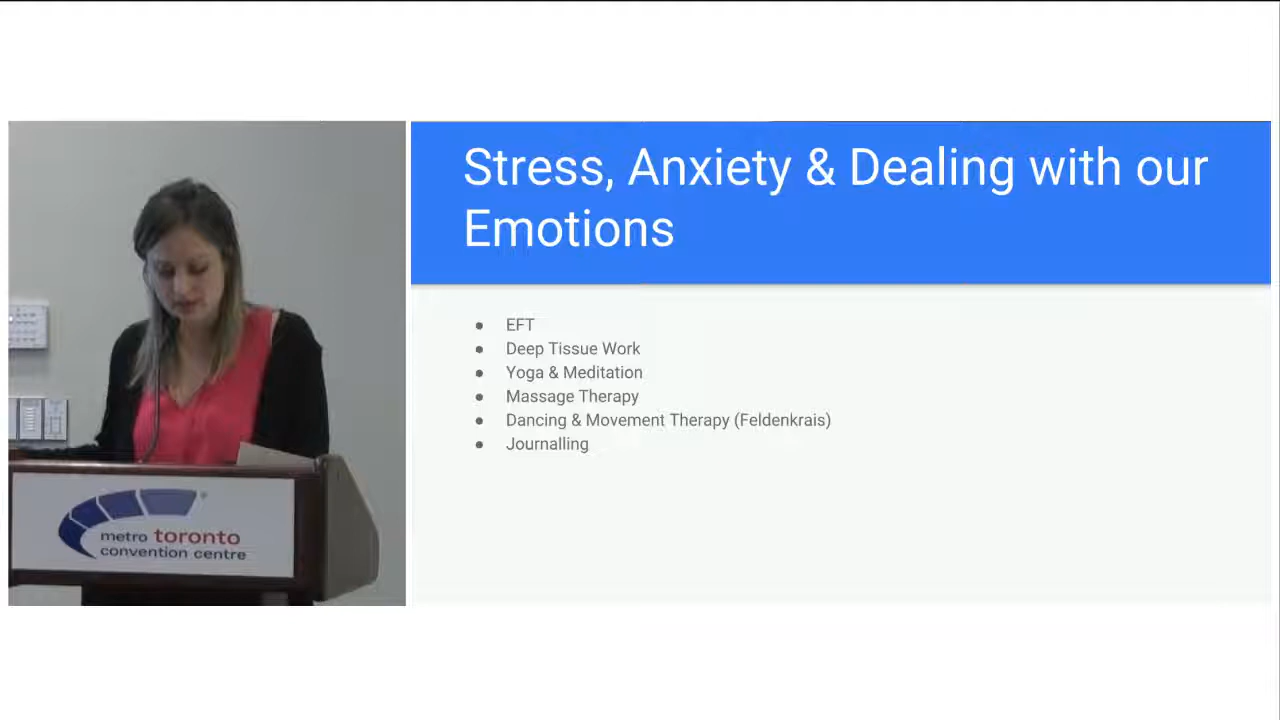 Stress, Anxiety & Dealing with our
Emotions
● EFT
● Deep Tissue Work
● Yoga & Meditation
● Massage Therapy
● Dancing & Movement Therapy (Feldenkrais)
● Journalling
metro toronto
convention centre